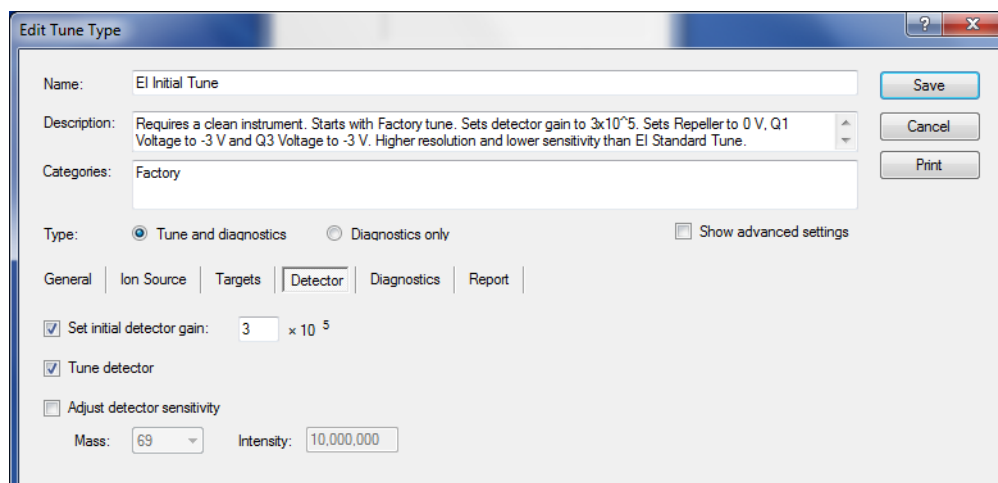 Edit Tune Type
?
X
Name:
EI Initial Tune
Save
Description:
Requires a clean instrument. Starts with Factory tune. Sets detector gain to 3x10^5. Sets Repeller to 0 V, Q1
Voltage to -3 V and Q3 Voltage to -3 V. Higher resolution and lower sensitivity than EI Standard Tune.
Cancel
Print
Categories:
Factory
Type:
Tune and diagnostics
Diagnostics only
Show advanced settings
General
Ion Source
Targets
Detector
Diagnostics
Report
Set initial detector gain:
3
× 10 5
Tune detector
Adjust detector sensitivity
Mass:
69
Intensity:
10,000,000